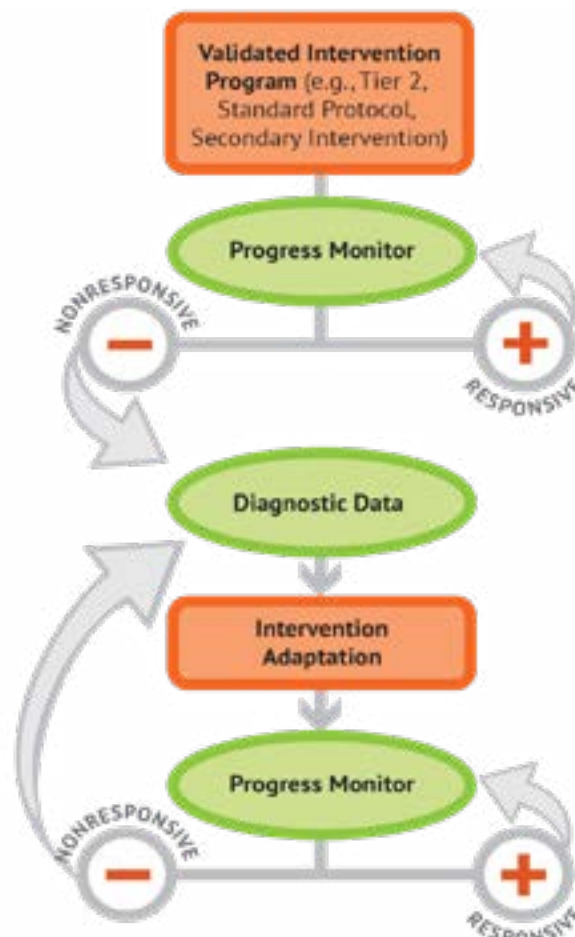 Validated Intervention
Program (e.g., Tier 2,
Standard Protocol,
Secondary Intervention)
Progress Monitor
NONRESPONSIVE
RESPONSIVE
Diagnostic Data
Intervention
Adaptation
Progress Monitor
NONRESPONSIVE
RESPONSIVE